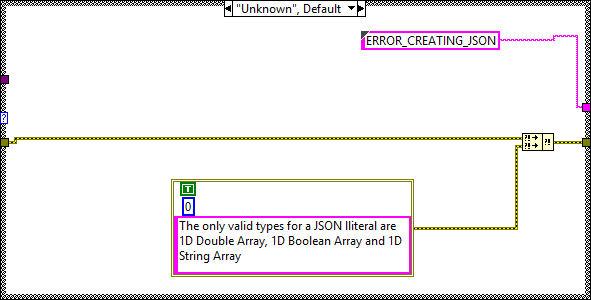 "Unknown", Default
ERROR_CREATING_JSON
?
?! ?!
?!
T
0
The only valid types for a JSON Iliteral are
1D Double Array, 1D Boolean Array and 1D
String Array